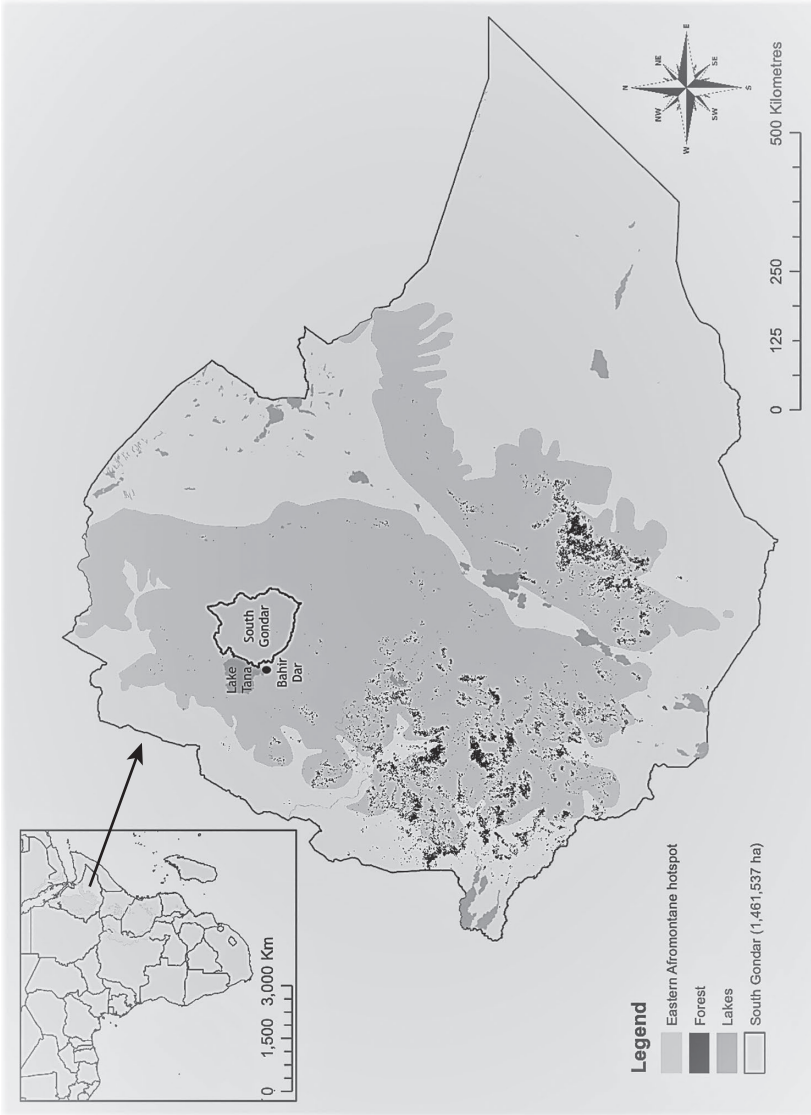 0 1,500 3,000 Km
Lake
Tana
Bahir
Dar
South
Gondar
N
NE
E
SE
S
SW
W
NW
0 125 250 500 Kilometres
Legend
Eastern Afromontane hotspot
Forest
Lakes
South Gondar (1,461,537 ha)